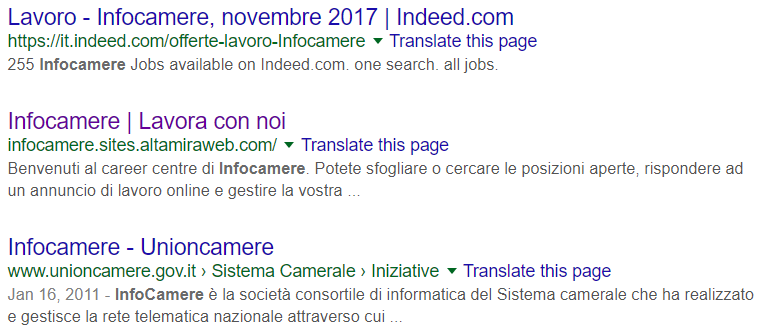 Lavoro - Infocamere, novembre 2017 | Indeed.com
https://it.indeed.com/offerte-lavoro-Infocamere ▼ Translate this page
255 Infocamere Jobs available on Indeed.com. one search. all jobs.
Infocamere | Lavora con noi
infocamere.sites.altamiraweb.com/ ▼ Translate this page
Benvenuti al career centre di Infocamere. Potete sfogliare o cercare le posizioni aperte, rispondere ad
un annuncio di lavoro online e gestire la vostra ...
Infocamere - Unioncamere
www.unioncamere.gov.it › Sistema Camerale › Iniziative ▼ Translate this page
Jan 16, 2011 - InfoCamere è la società consortile di informatica del Sistema camerale che ha realizzato
e gestisce la rete telematica nazionale attraverso cui ...